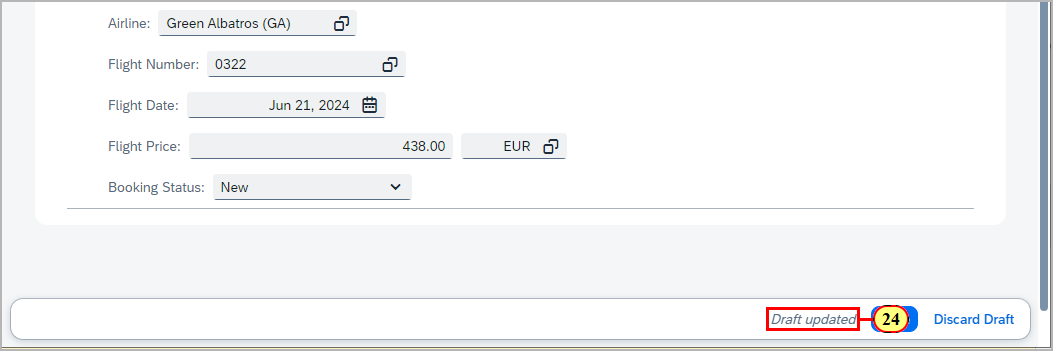 Airline: Green Albatros (GA)
Flight Number: 0322
Flight Date: Jun 21, 2024
Flight Price: 438.00 EUR
Booking Status: New
Draft updated 24 Discard Draft